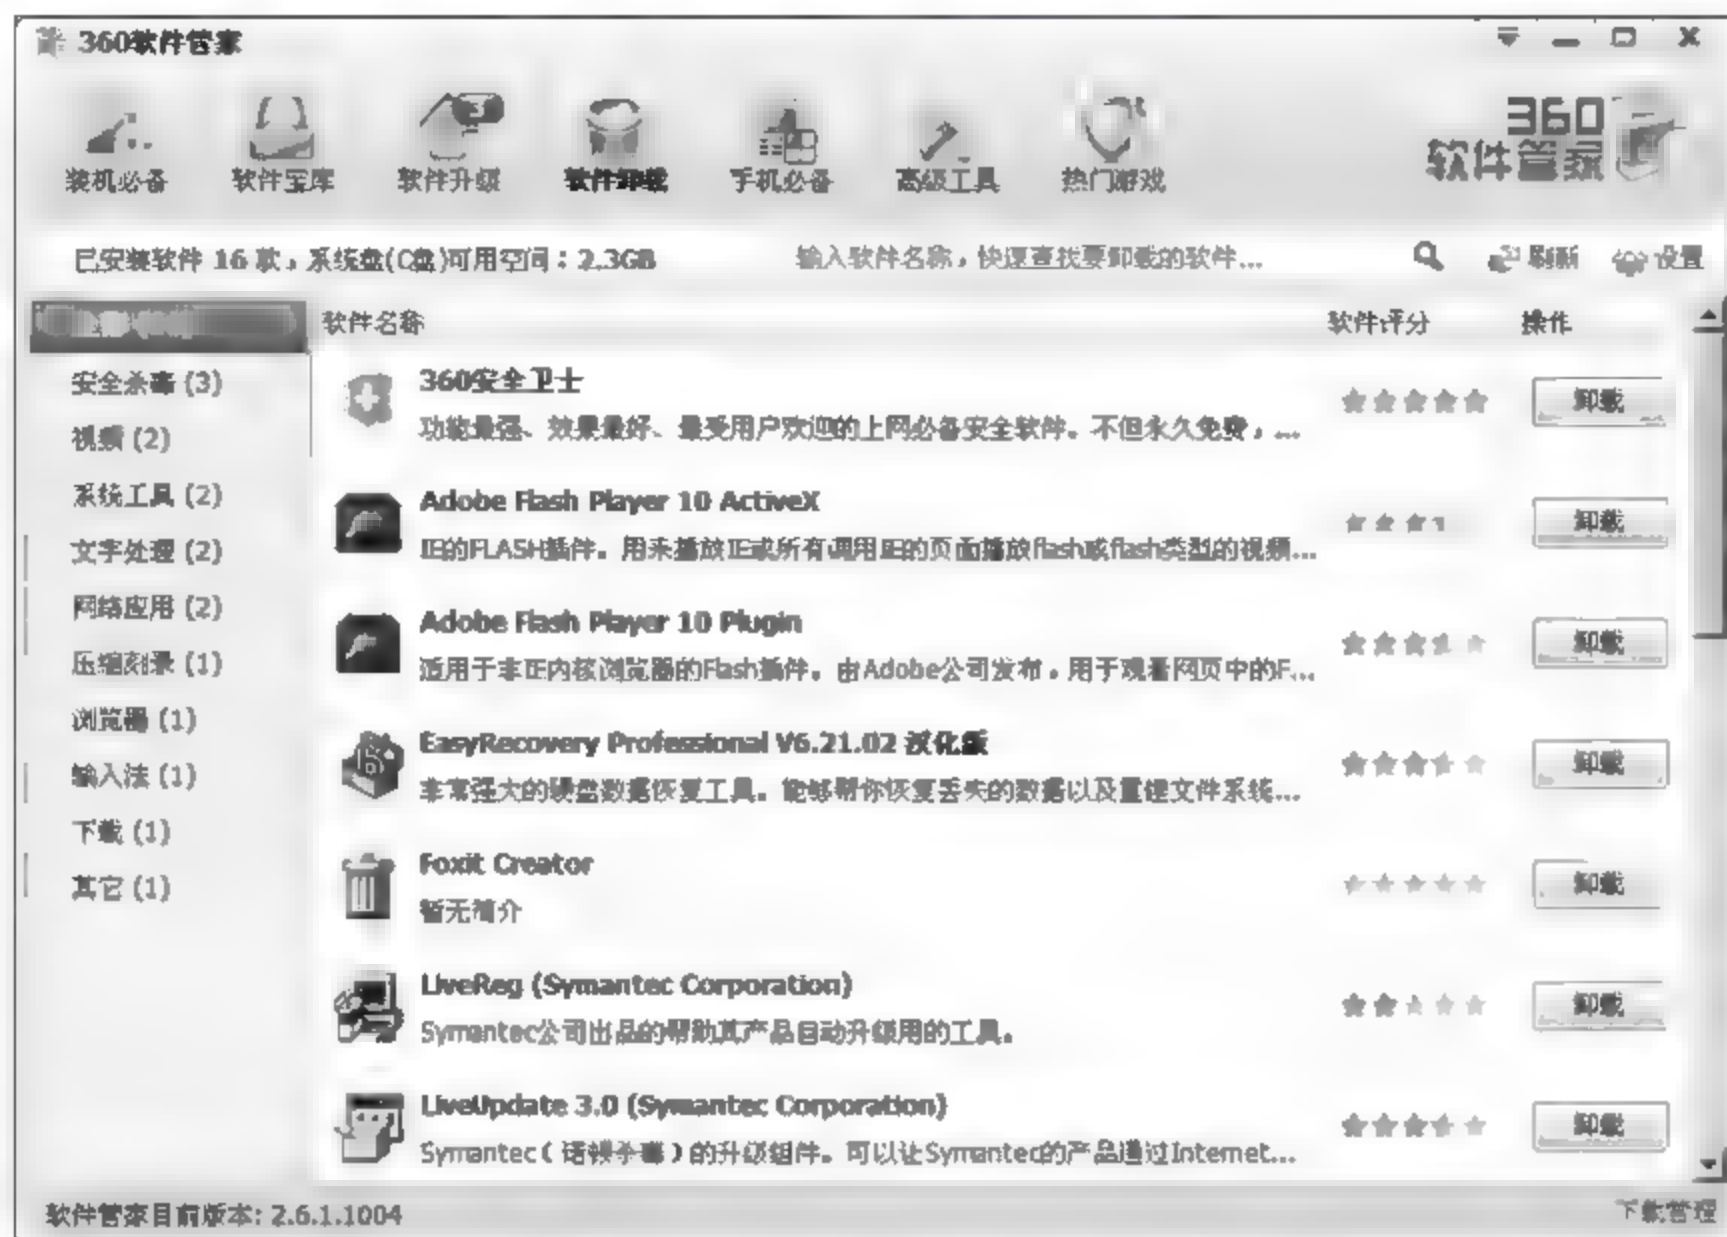 360软件管家
装机必备 软件宝库 软件升级 软件卸载 手机必备 高级工具 热门游戏
360
软件管家
已安装软件 16 款，系统盘(C盘)可用空间：2.3GB 输入软件名称，快速查找要卸载的软件... 刷新 设置
软件名称 软件评分 操作
安全杀毒 (3)
视频 (2)
系统工具 (2)
文字处理 (2)
网络应用 (2)
压缩刻录 (1)
浏览器 (1)
输入法 (1)
下载 (1)
其它 (1)
360安全卫士
功能最强、效果最好、最受用户欢迎的上网必备安全软件。不但永久免费，... 卸载
Adobe Flash Player 10 ActiveX
IE的FLASH插件。用来播放IE或所有调用IE的页面播放flash或flash类型的视频... 卸载
Adobe Flash Player 10 Plugin
适用于非IE内核浏览器的Flash插件。由Adobe公司发布，用于观看网页中的F... 卸载
EasyRecovery Professional V6.21.02 汉化版
非常强大的硬盘数据恢复工具。能够帮你恢复丢失的数据以及重建文件系统... 卸载
Foxit Creator
暂无简介 卸载
LiveReg (Symantec Corporation)
Symantec公司出品的帮助其产品自动升级用的工具。 卸载
LiveUpdate 3.0 (Symantec Corporation)
Symantec（诺顿杀毒）的升级组件。可以让Symantec的产品通过Internet... 卸载
软件管家目前版本: 2.6.1.1004 下载管理